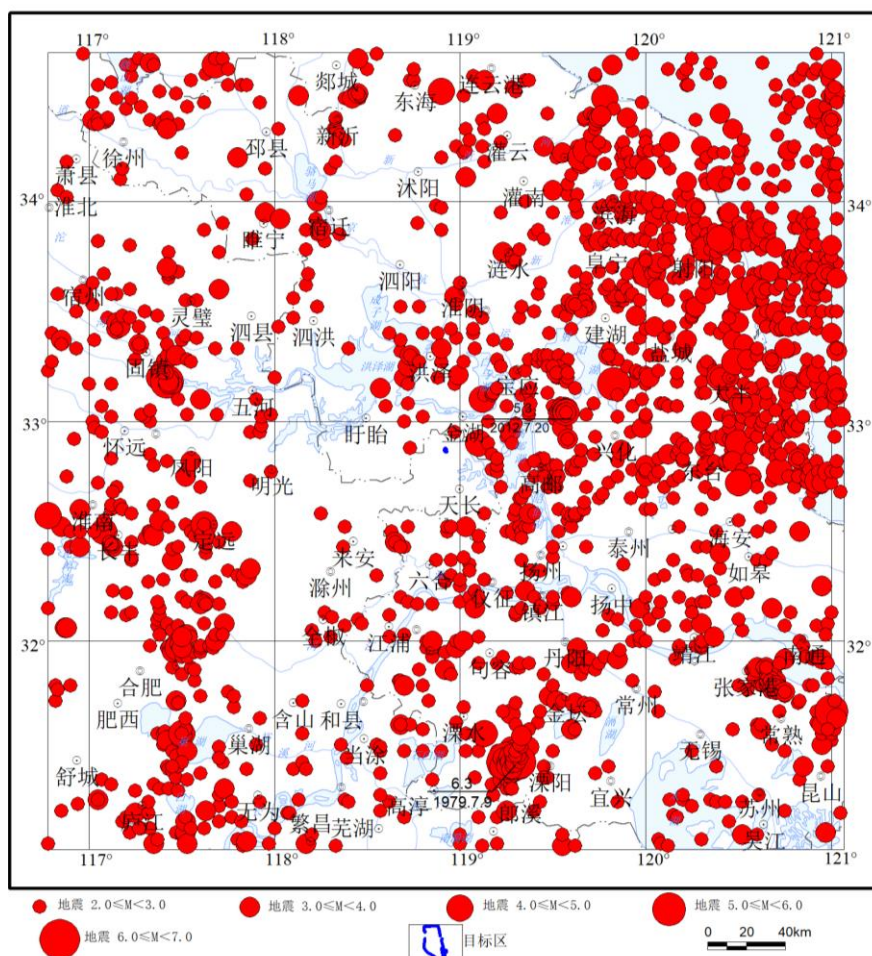 117° 118° 119° 120° 121°
郯城
连云港
东海
新沂
邳县
灌云
徐州
萧县
沭阳
灌南
34° 34°
淮北
宿迁
滨海
睢宁
涟水
阜宁
射阳
泗阳
宿州
淮阴
灵璧
泗县
泗洪
建湖
盐城
固镇
洪泽湖
洪泽
宝应
大丰
五河
5.3
33° 33°
2012.7.20
盱眙
金湖
怀远
兴化
凤阳
东台
明光
高邮
天长
淮南
长丰
定远
来安
泰州
海安
滁州
六合
扬州
如皋
仪征
镇江
扬中
全椒
32° 32°
江浦
句容
丹阳
靖江
南通
合肥
张家港
肥西
含山
和县
金坛
常州
巢湖
溧水
常熟
无锡
舒城
当涂
6.3
溧阳
宜兴
昆山
高淳
1979.7.9
庐江
无为
郎溪
苏州
繁昌
芜湖
吴江
117° 118° 119° 120° 121°
地震 2.0≤M<3.0 地震 3.0≤M<4.0 地震 4.0≤M<5.0 地震 5.0≤M<6.0
地震 6.0≤M<7.0 目标区 0 20 40km